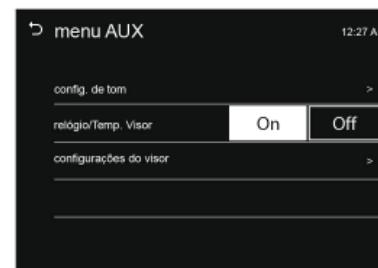 menu AUX
12:27 A
config. de tom >
relógio/Temp. Visor On Off
configurações do visor >